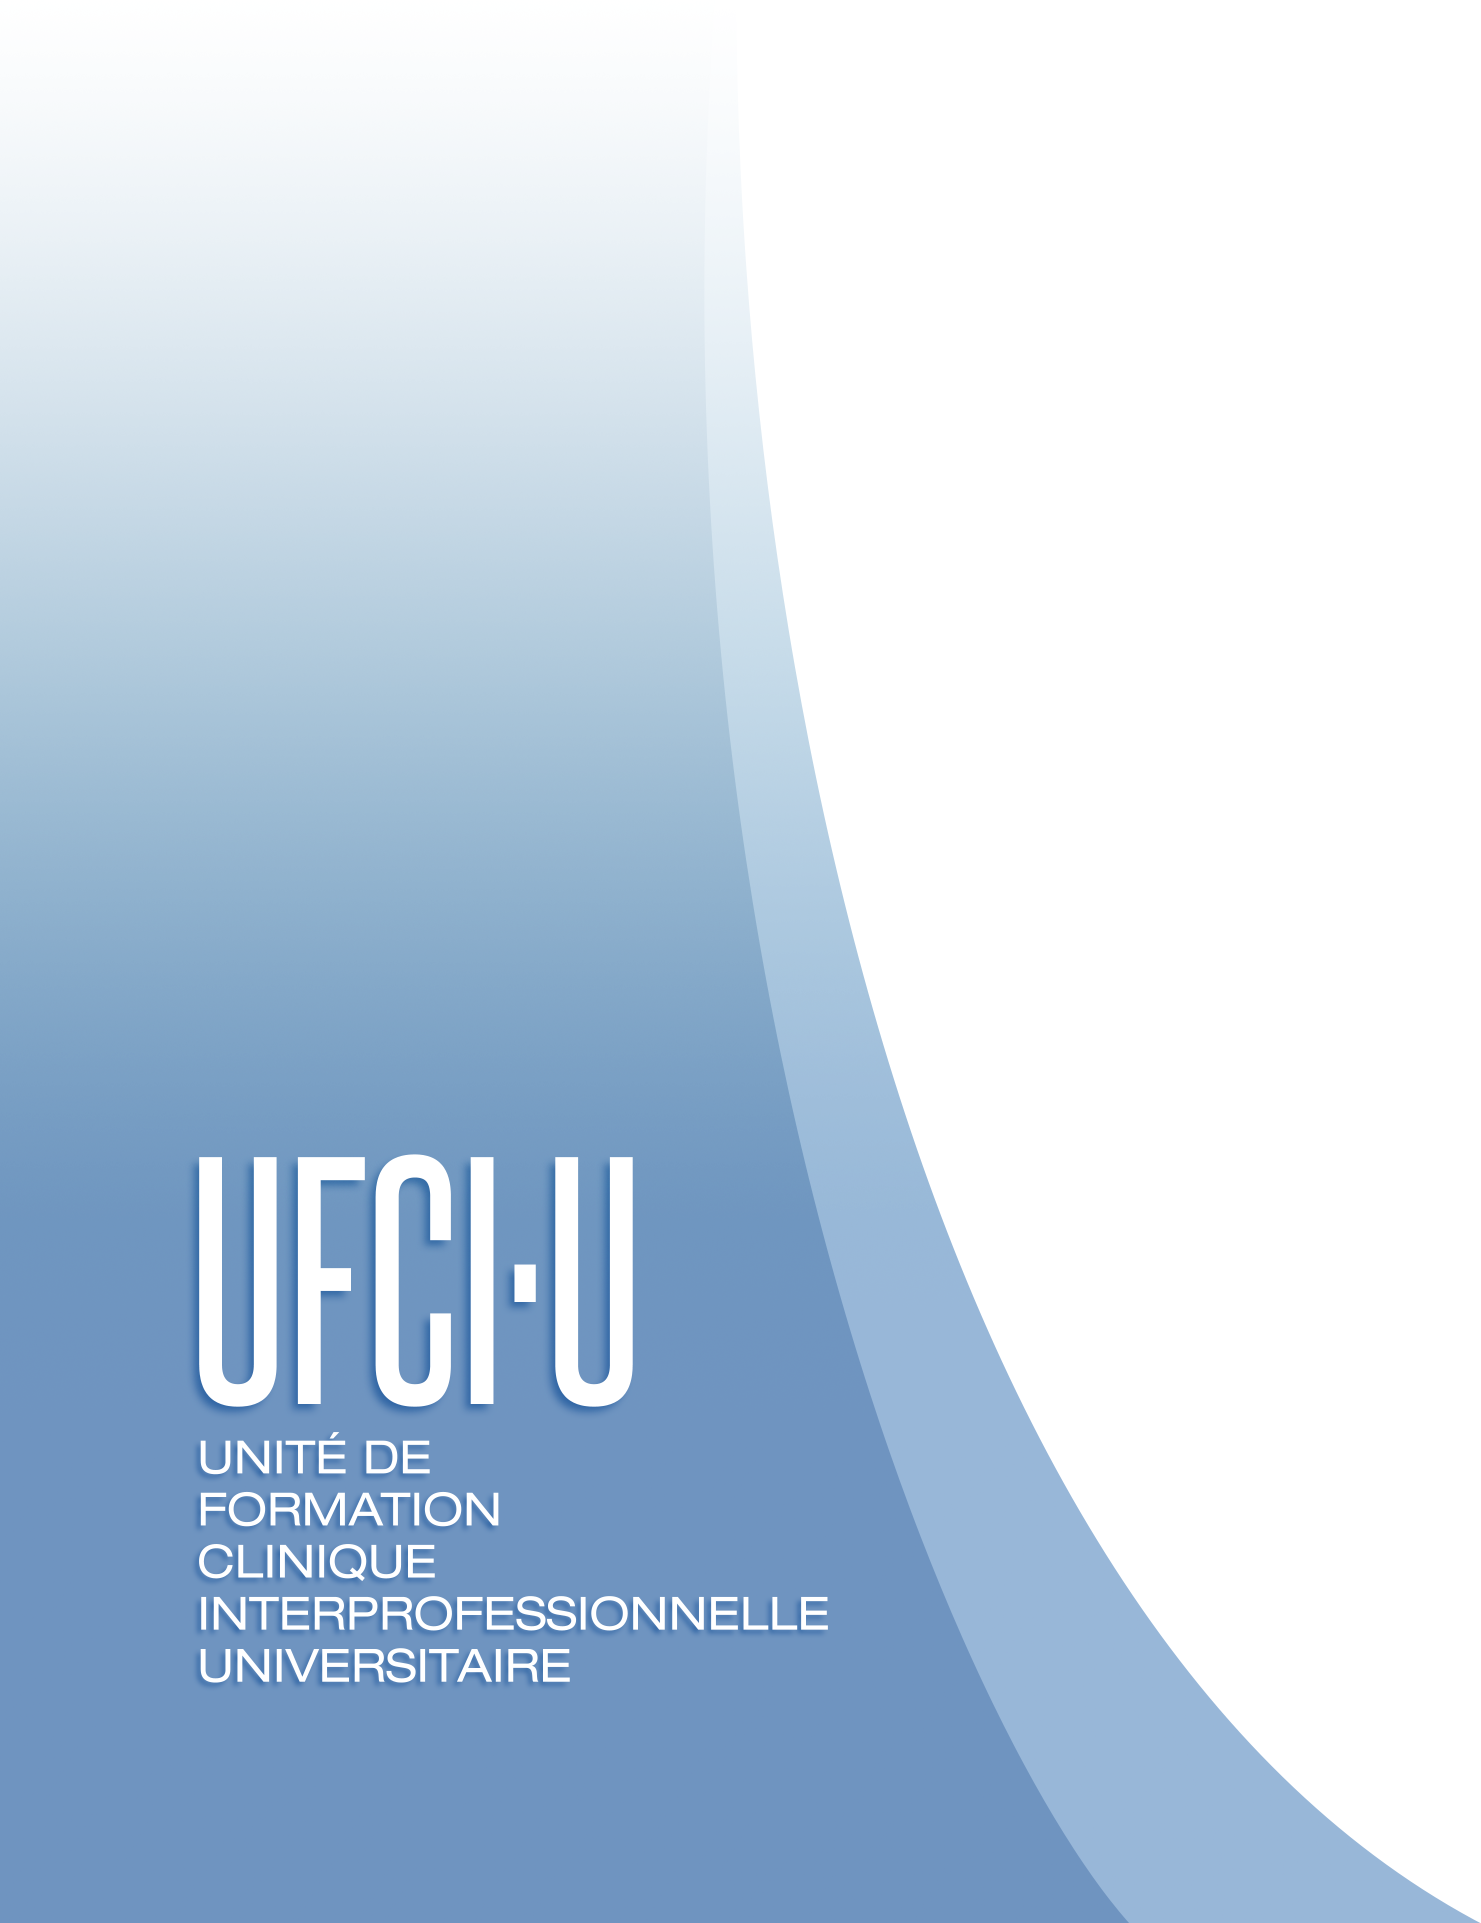 UFCI·U
UNITÉ DE
FORMATION
CLINIQUE
INTERPROFESSIONNELLE
UNIVERSITAIRE